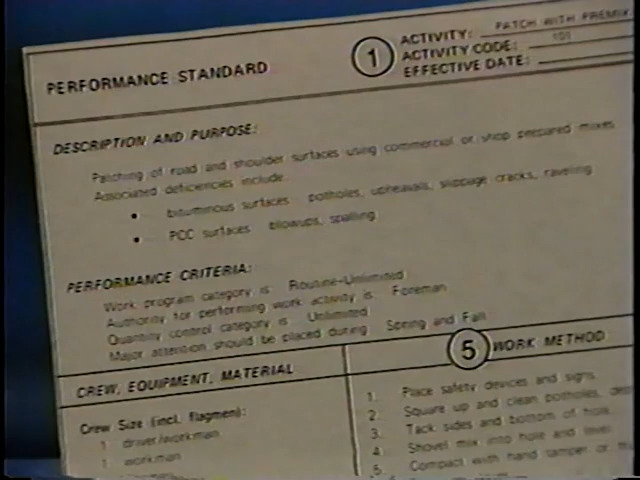 PERFORMANCE STANDARD
1
ACTIVITY: PATCH WITH PREMIX
ACTIVITY CODE: 101
EFFECTIVE DATE:
DESCRIPTION AND PURPOSE:
Patching of road and shoulder surfaces using commercial or shop prepared mixes
Associated deficiencies include:
• bituminous surfaces potholes, upheavals, slippage cracks, raveling
• PCC surfaces blowups, spalling
PERFORMANCE CRITERIA:
Work program category is Routine-Unlimited
Authority for performing work activity is Foreman
Quantity control category is Unlimited
Major attention should be placed during Spring and Fall
CREW, EQUIPMENT, MATERIAL
5 WORK METHOD
Crew Size (incl. flagmen):
1 driver/workman
1 workman
1. Place safety devices and signs.
2. Square up and clean potholes,
3. Tack sides and bottom of hole.
4. Shovel mix into hole and level.
5. Compact with hand tamper or